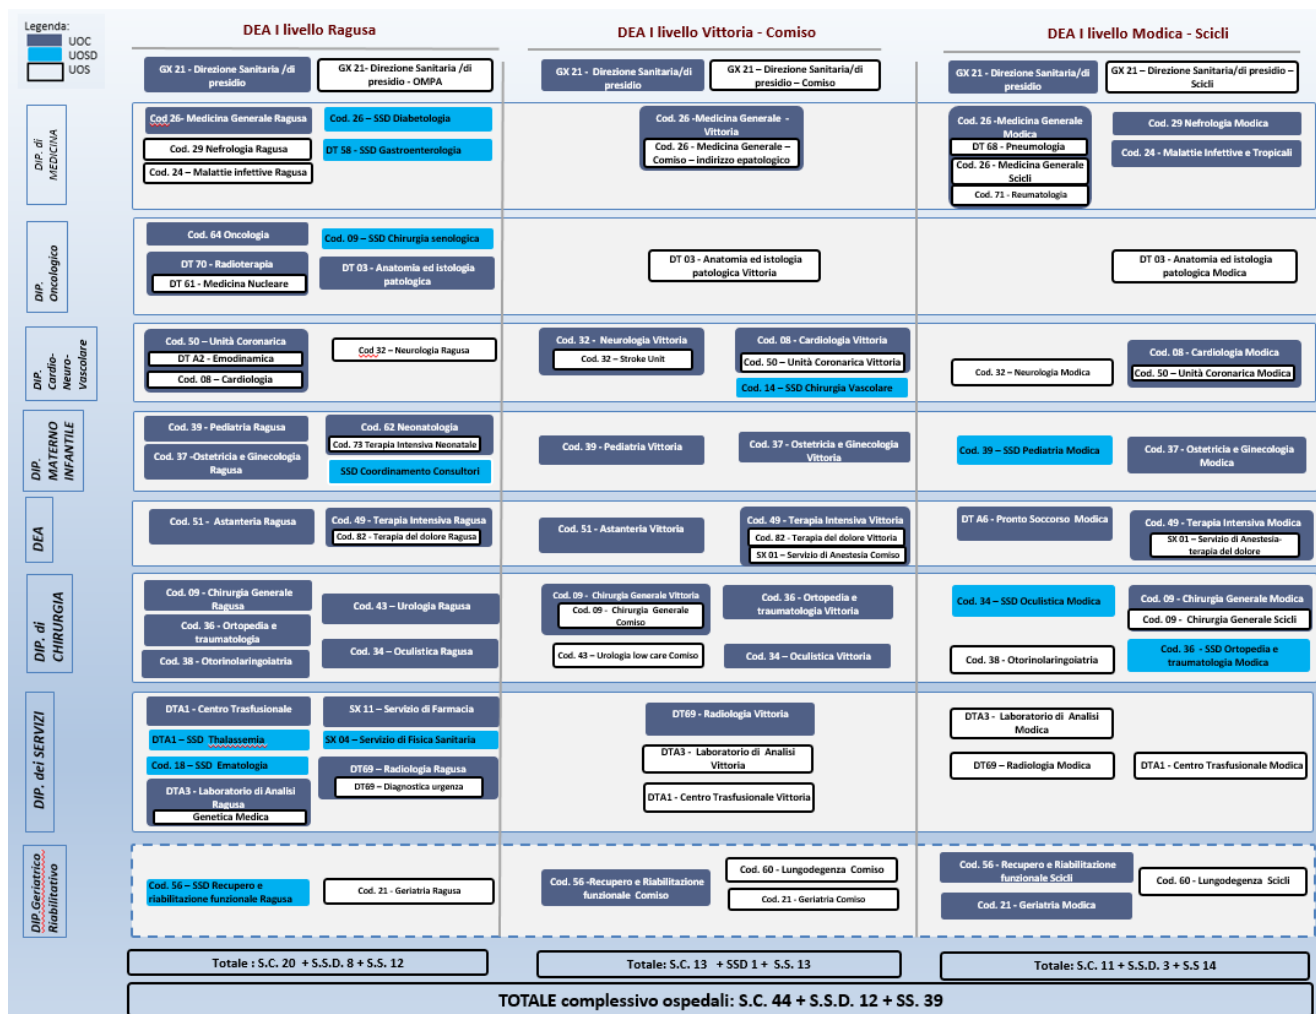 Legenda:
UOC
UOSD
UOS
DEA I livello Ragusa
DEA I livello Vittoria - Comiso
DEA I livello Modica - Scicli
GX 21 - Direzione Sanitaria /di
presidio
GX 21- Direzione Sanitaria /di
presidio - OMPA
GX 21 - Direzione Sanitaria/di
presidio
GX 21 – Direzione Sanitaria/di
presidio – Comiso
GX 21 - Direzione Sanitaria/di
presidio
GX 21 – Direzione Sanitaria/di presidio –
Scicli
DIP. di
MEDICINA
Cod 26- Medicina Generale Ragusa
Cod. 29 Nefrologia Ragusa
Cod. 24 – Malattie infettive Ragusa
Cod. 26 – SSD Diabetologia
DT 58 - SSD Gastroenterologia
Cod. 26 -Medicina Generale -
Vittoria
Cod. 26 - Medicina Generale –
Comiso – indirizzo epatologico
Cod. 26 -Medicina Generale
Modica
DT 68 - Pneumologia
Cod. 26 - Medicina Generale
Scicli
Cod. 71 - Reumatologia
Cod. 29 Nefrologia Modica
Cod. 24 - Malattie Infettive e Tropicali
DIP.
Oncologico
Cod. 64 Oncologia
DT 70 - Radioterapia
DT 61 - Medicina Nucleare
Cod. 09 – SSD Chirurgia senologica
DT 03 - Anatomia ed istologia
patologica
DT 03 - Anatomia ed istologia
patologica Vittoria
DT 03 - Anatomia ed istologia
patologica Modica
DIP.
Cardio-
Neuro-
Vascolare
Cod. 50 – Unità Coronarica
DT A2 - Emodinamica
Cod. 08 – Cardiologia
Cod 32 – Neurologia Ragusa
Cod. 32 - Neurologia Vittoria
Cod. 32 – Stroke Unit
Cod. 08 - Cardiologia Vittoria
Cod. 50 – Unità Coronarica Vittoria
Cod. 14 – SSD Chirurgia Vascolare
Cod. 32 – Neurologia Modica
Cod. 08 - Cardiologia Modica
Cod. 50 – Unità Coronarica Modica
DIP.
MATERNO
INFANTILE
Cod. 39 - Pediatria Ragusa
Cod. 37 -Ostetricia e Ginecologia
Ragusa
Cod. 62 Neonatologia
Cod. 73 Terapia Intensiva Neonatale
SSD Coordinamento Consultori
Cod. 39 - Pediatria Vittoria
Cod. 37 - Ostetricia e Ginecologia
Vittoria
Cod. 39 – SSD Pediatria Modica
Cod. 37 - Ostetricia e Ginecologia
Modica
DEA
Cod. 51 - Astanteria Ragusa
Cod. 49 - Terapia Intensiva Ragusa
Cod. 82 - Terapia del dolore Ragusa
Cod. 51 - Astanteria Vittoria
Cod. 49 - Terapia Intensiva Vittoria
Cod. 82 - Terapia del dolore Vittoria
SX 01 – Servizio di Anestesia Comiso
DT A6 - Pronto Soccorso Modica
Cod. 49 - Terapia Intensiva Modica
SX 01 – Servizio di Anestesia-
terapia del dolore
DIP. di
CHIRURGIA
Cod. 09 - Chirurgia Generale
Ragusa
Cod. 36 - Ortopedia e
traumatologia
Cod. 38 - Otorinolaringoiatria
Cod. 43 - Urologia Ragusa
Cod. 34 – Oculistica Ragusa
Cod. 09 - Chirurgia Generale Vittoria
Cod. 09 - Chirurgia Generale
Comiso
Cod. 43 – Urologia low care Comiso
Cod. 36 - Ortopedia e
traumatologia Vittoria
Cod. 34 – Oculistica Vittoria
Cod. 34 – SSD Oculistica Modica
Cod. 38 - Otorinolaringoiatria
Cod. 09 - Chirurgia Generale Modica
Cod. 09 - Chirurgia Generale Scicli
Cod. 36 - SSD Ortopedia e
traumatologia Modica
DIP. dei SERVIZI
DTA1 - Centro Trasfusionale
DTA1 – SSD Thalassemia
Cod. 18 – SSD Ematologia
DTA3 - Laboratorio di Analisi
Ragusa
Genetica Medica
SX 11 – Servizio di Farmacia
SX 04 – Servizio di Fisica Sanitaria
DT69 – Radiologia Ragusa
DT69 – Diagnostica urgenza
DT69 - Radiologia Vittoria
DTA3 - Laboratorio di Analisi
Vittoria
DTA1 - Centro Trasfusionale Vittoria
DTA3 - Laboratorio di Analisi
Modica
DT69 – Radiologia Modica
DTA1 - Centro Trasfusionale Modica
DIP.Geriatrico
Riabilitativo
Cod. 56 – SSD Recupero e
riabilitazione funzionale Ragusa
Cod. 21 - Geriatria Ragusa
Cod. 56 -Recupero e Riabilitazione
funzionale Comiso
Cod. 60 - Lungodegenza Comiso
Cod. 21 - Geriatria Comiso
Cod. 56 - Recupero e Riabilitazione
funzionale Scicli
Cod. 21 - Geriatria Modica
Cod. 60 - Lungodegenza Scicli
Totale : S.C. 20 + S.S.D. 8 + S.S. 12
Totale: S.C. 13 + SSD 1 + S.S. 13
Totale: S.C. 11 + S.S.D. 3 + S.S 14
TOTALE complessivo ospedali: S.C. 44 + S.S.D. 12 + SS. 39